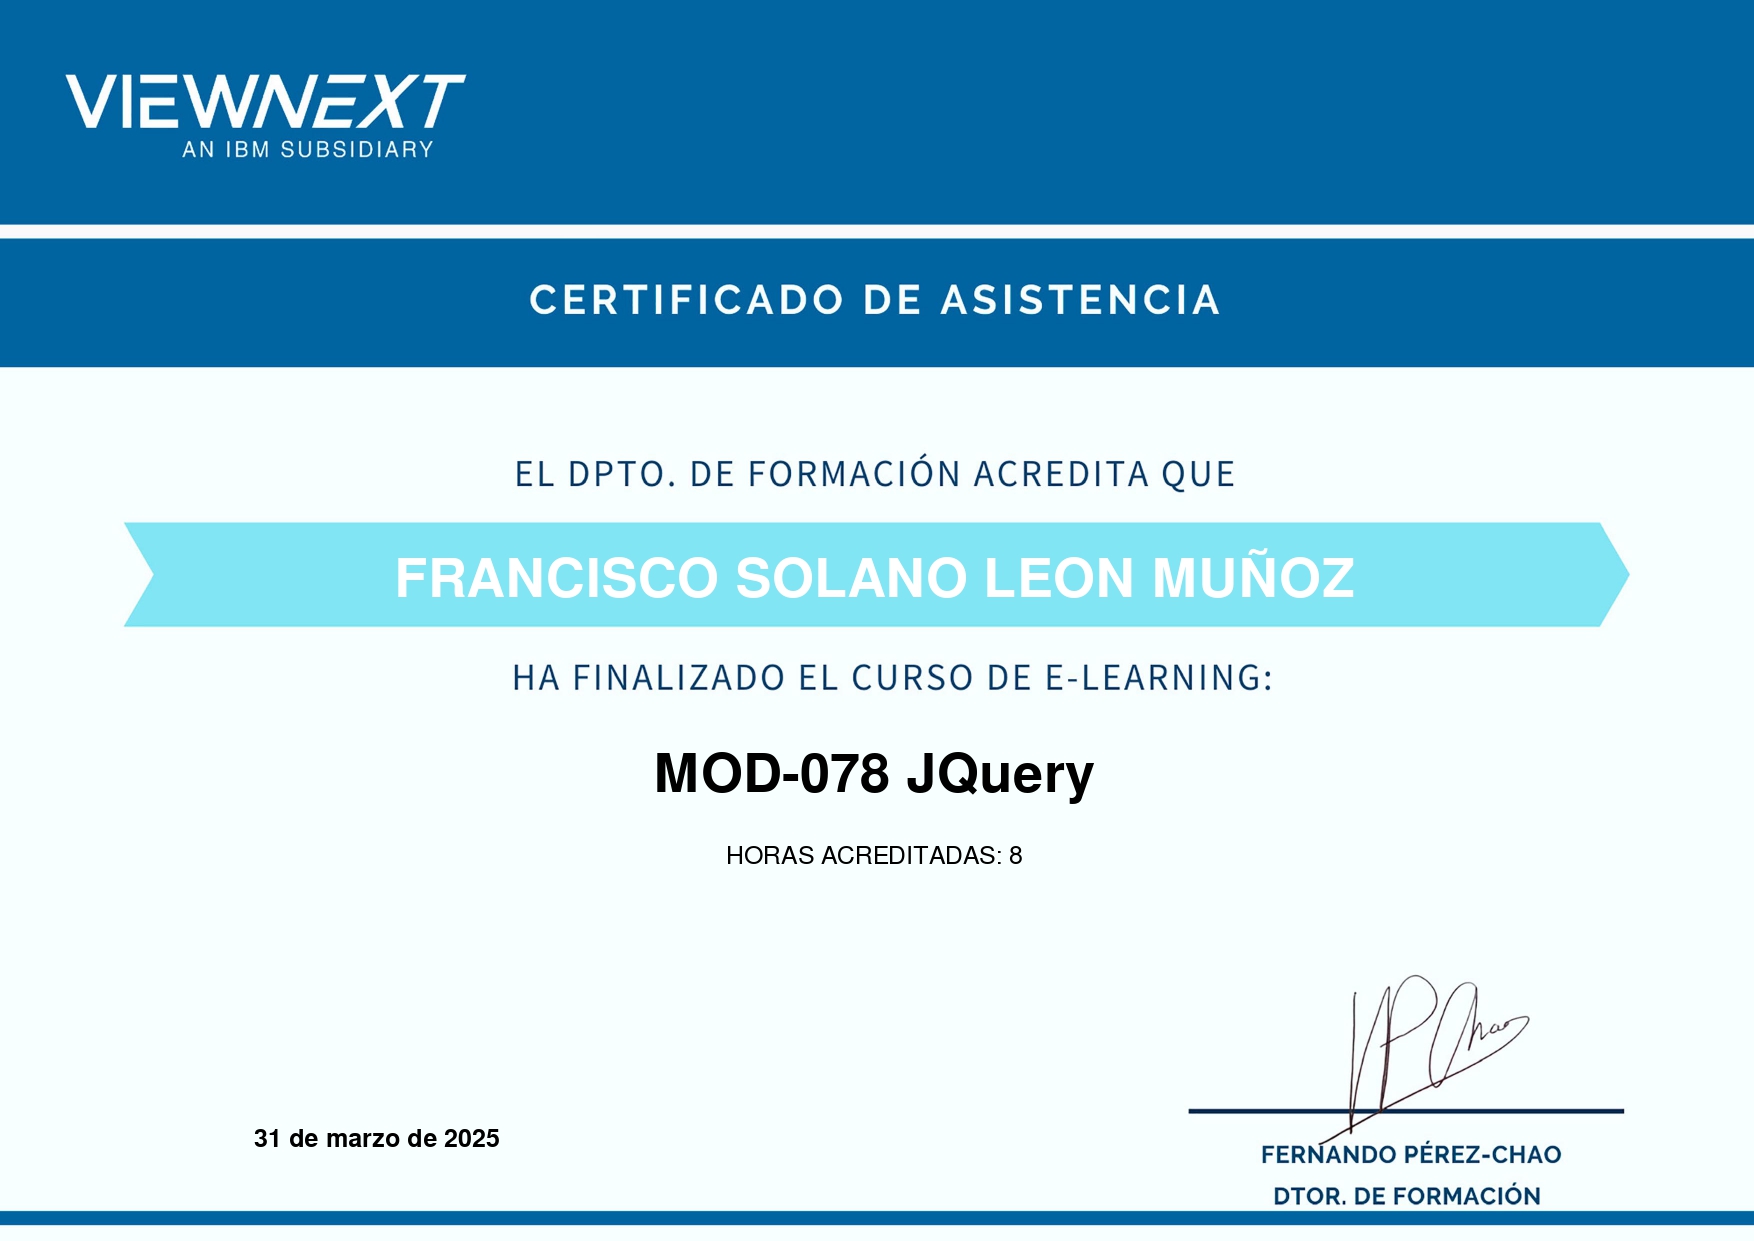 VIEWNEXT
AN IBM SUBSIDIARY
CERTIFICADO DE ASISTENCIA
EL DPTO. DE FORMACIÓN ACREDITA QUE
FRANCISCO SOLANO LEON MUÑOZ
HA FINALIZADO EL CURSO DE E-LEARNING:
MOD-078 JQuery
HORAS ACREDITADAS: 8
31 de marzo de 2025
FERNANDO PÉREZ-CHAO
DTOR. DE FORMACIÓN